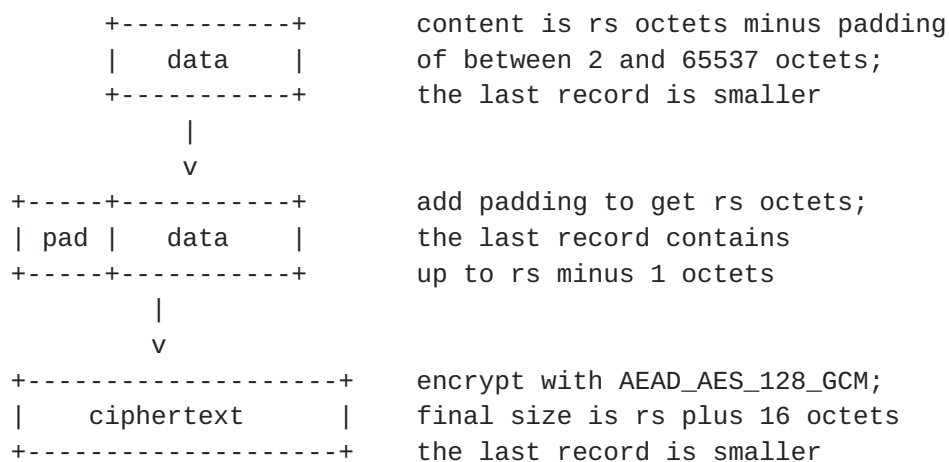 +-----------+       content is rs octets minus padding
      |   data    |       of between 2 and 65537 octets;
      +-----------+       the last record is smaller
           |
           v
+-----+-----------+       add padding to get rs octets;
| pad |   data    |       the last record contains
+-----+-----------+       up to rs minus 1 octets
         |
         v
+--------------------+    encrypt with AEAD_AES_128_GCM;
|    ciphertext      |    final size is rs plus 16 octets
+--------------------+    the last record is smaller